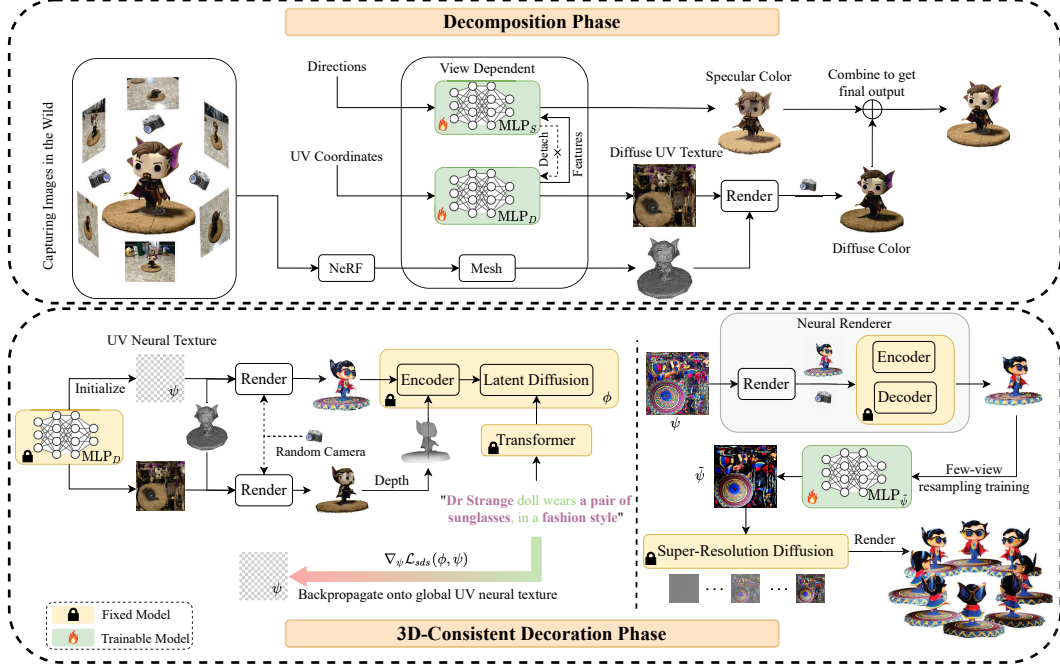 Decomposition Phase
Capturing Images in the Wild
Directions
UV Coordinates
View Dependent
MLP_S
Detach
Features
MLP_D
NeRF
Mesh
Specular Color
Diffuse UV Texture
Render
Combine to get
final output
Diffuse Color
UV Neural Texture
Initialize
ψ
MLP_D
Render
Render
Random Camera
Depth
Encoder
Latent Diffusion
ϕ
Transformer
"Dr Strange doll wears a pair of
sunglasses, in a fashion style"
∇_ψ ℒ_sds(ϕ, ψ)
ψ
Backpropagate onto global UV neural texture
Fixed Model
Trainable Model
3D-Consistent Decoration Phase
Neural Renderer
ψ
Render
Encoder
Decoder
Few-view
resampling training
MLP_ψ̃
ψ̃
Super-Resolution Diffusion
Render
· · ·
· · ·